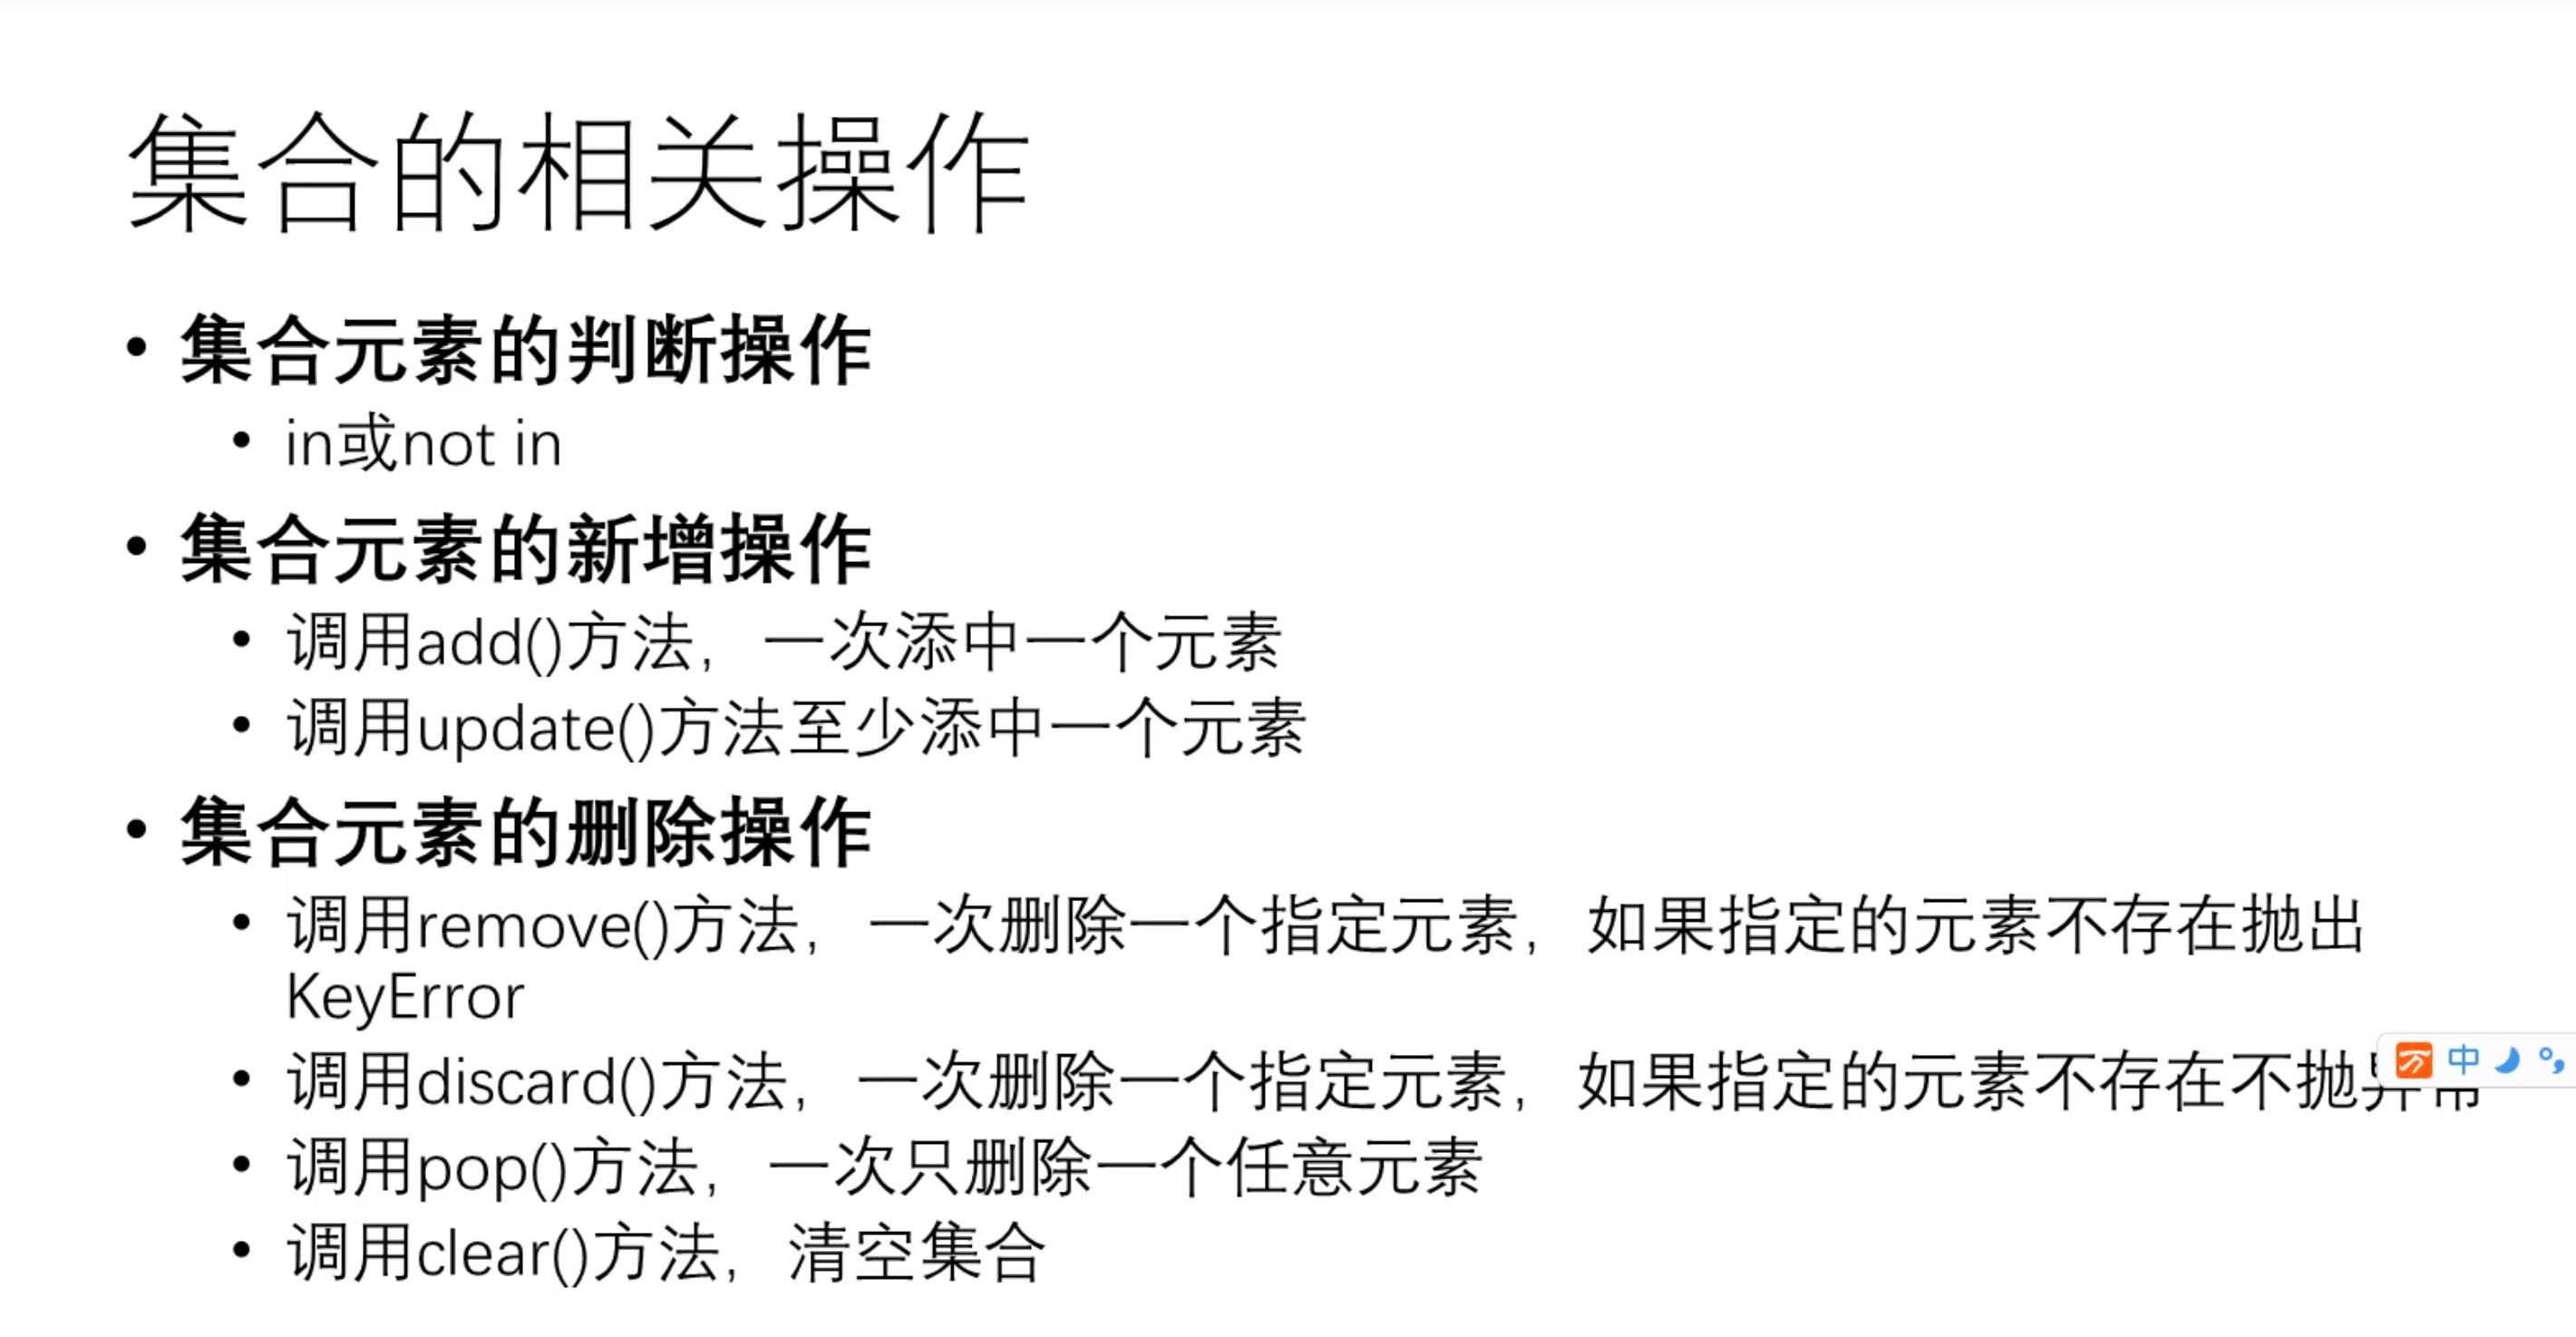 集合的相关操作
• 集合元素的判断操作
• in或not in
• 集合元素的新增操作
• 调用add()方法，一次添中一个元素
• 调用update()方法至少添中一个元素
• 集合元素的删除操作
• 调用remove()方法，一次删除一个指定元素，如果指定的元素不存在抛出
KeyError
• 调用discard()方法，一次删除一个指定元素，如果指定的元素不存在不抛
中
• 调用pop()方法，一次只删除一个任意元素
• 调用clear()方法，清空集合